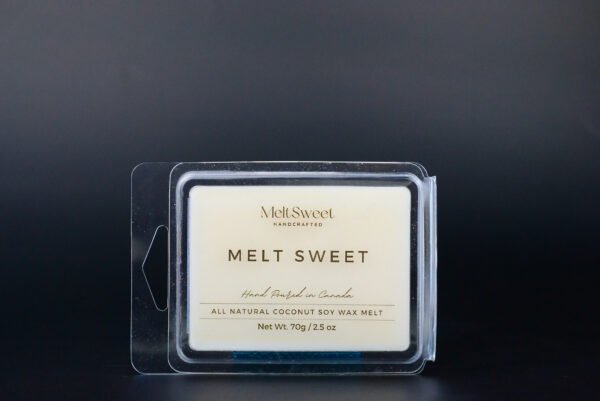 MeltSweet
HANDCRAFTED
MELT SWEET
Hand Poured in Canada
ALL NATURAL COCONUT SOY WAX MELT
Net Wt. 70g / 2.5 oz